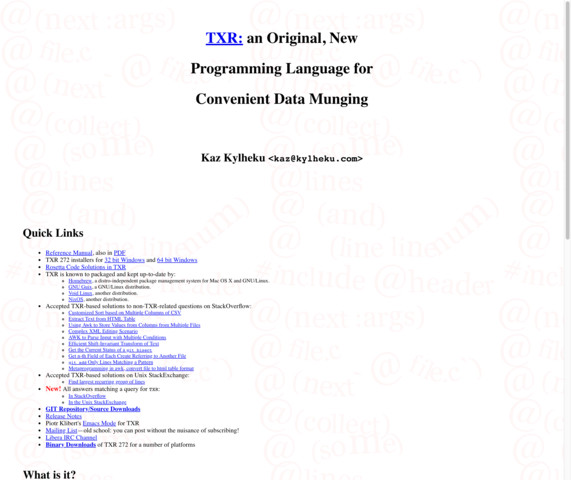 TXR: an Original, New
Programming Language for
Convenient Data Munging
Kaz Kylheku <kaz@kylheku.com>
Quick Links
Reference Manual, also in PDF
TXR 272 installers for 32 bit Windows and 64 bit Windows
Rosetta Code Solutions in TXR
TXR is known to packaged and kept up-to-date by:
Homebrew, a distro-independent package management system for Mac OS X and GNU/Linux.
GNU Guix, a GNU/Linux distribution.
Void Linux, another distribution.
NixOS, another distribution.
Accepted TXR-based solutions to non-TXR-related questions on StackOverflow:
Customized Sort based on Multiple Columns of CSV
Extract Text from HTML Table
Using Awk to Store Values from Columns from Multiple Files
Complex XML Editing Scenario
AWK to Parse Input with Multiple Conditions
Efficient Shift-Invariant Transform of Text
Get the Current Status of a git bisect
Get n-th Field of Each Create Referring to Another File
git add Only Lines Matching a Pattern
Metaprogramming in awk, convert file to html table format
Accepted TXR-based solutions on Unix StackExchange:
Find largest recurring group of lines
New! All answers matching a query for TXR:
In StackOverflow
In the Unix StackExchange
GIT Repository/Source Downloads
Release Notes
Piotr Klibert's Emacs Mode for TXR
Mailing List—old school: you can post without the nuisance of subscribing!
Libera IRC Channel
Binary Downloads of TXR 272 for a number of platforms
What is it?